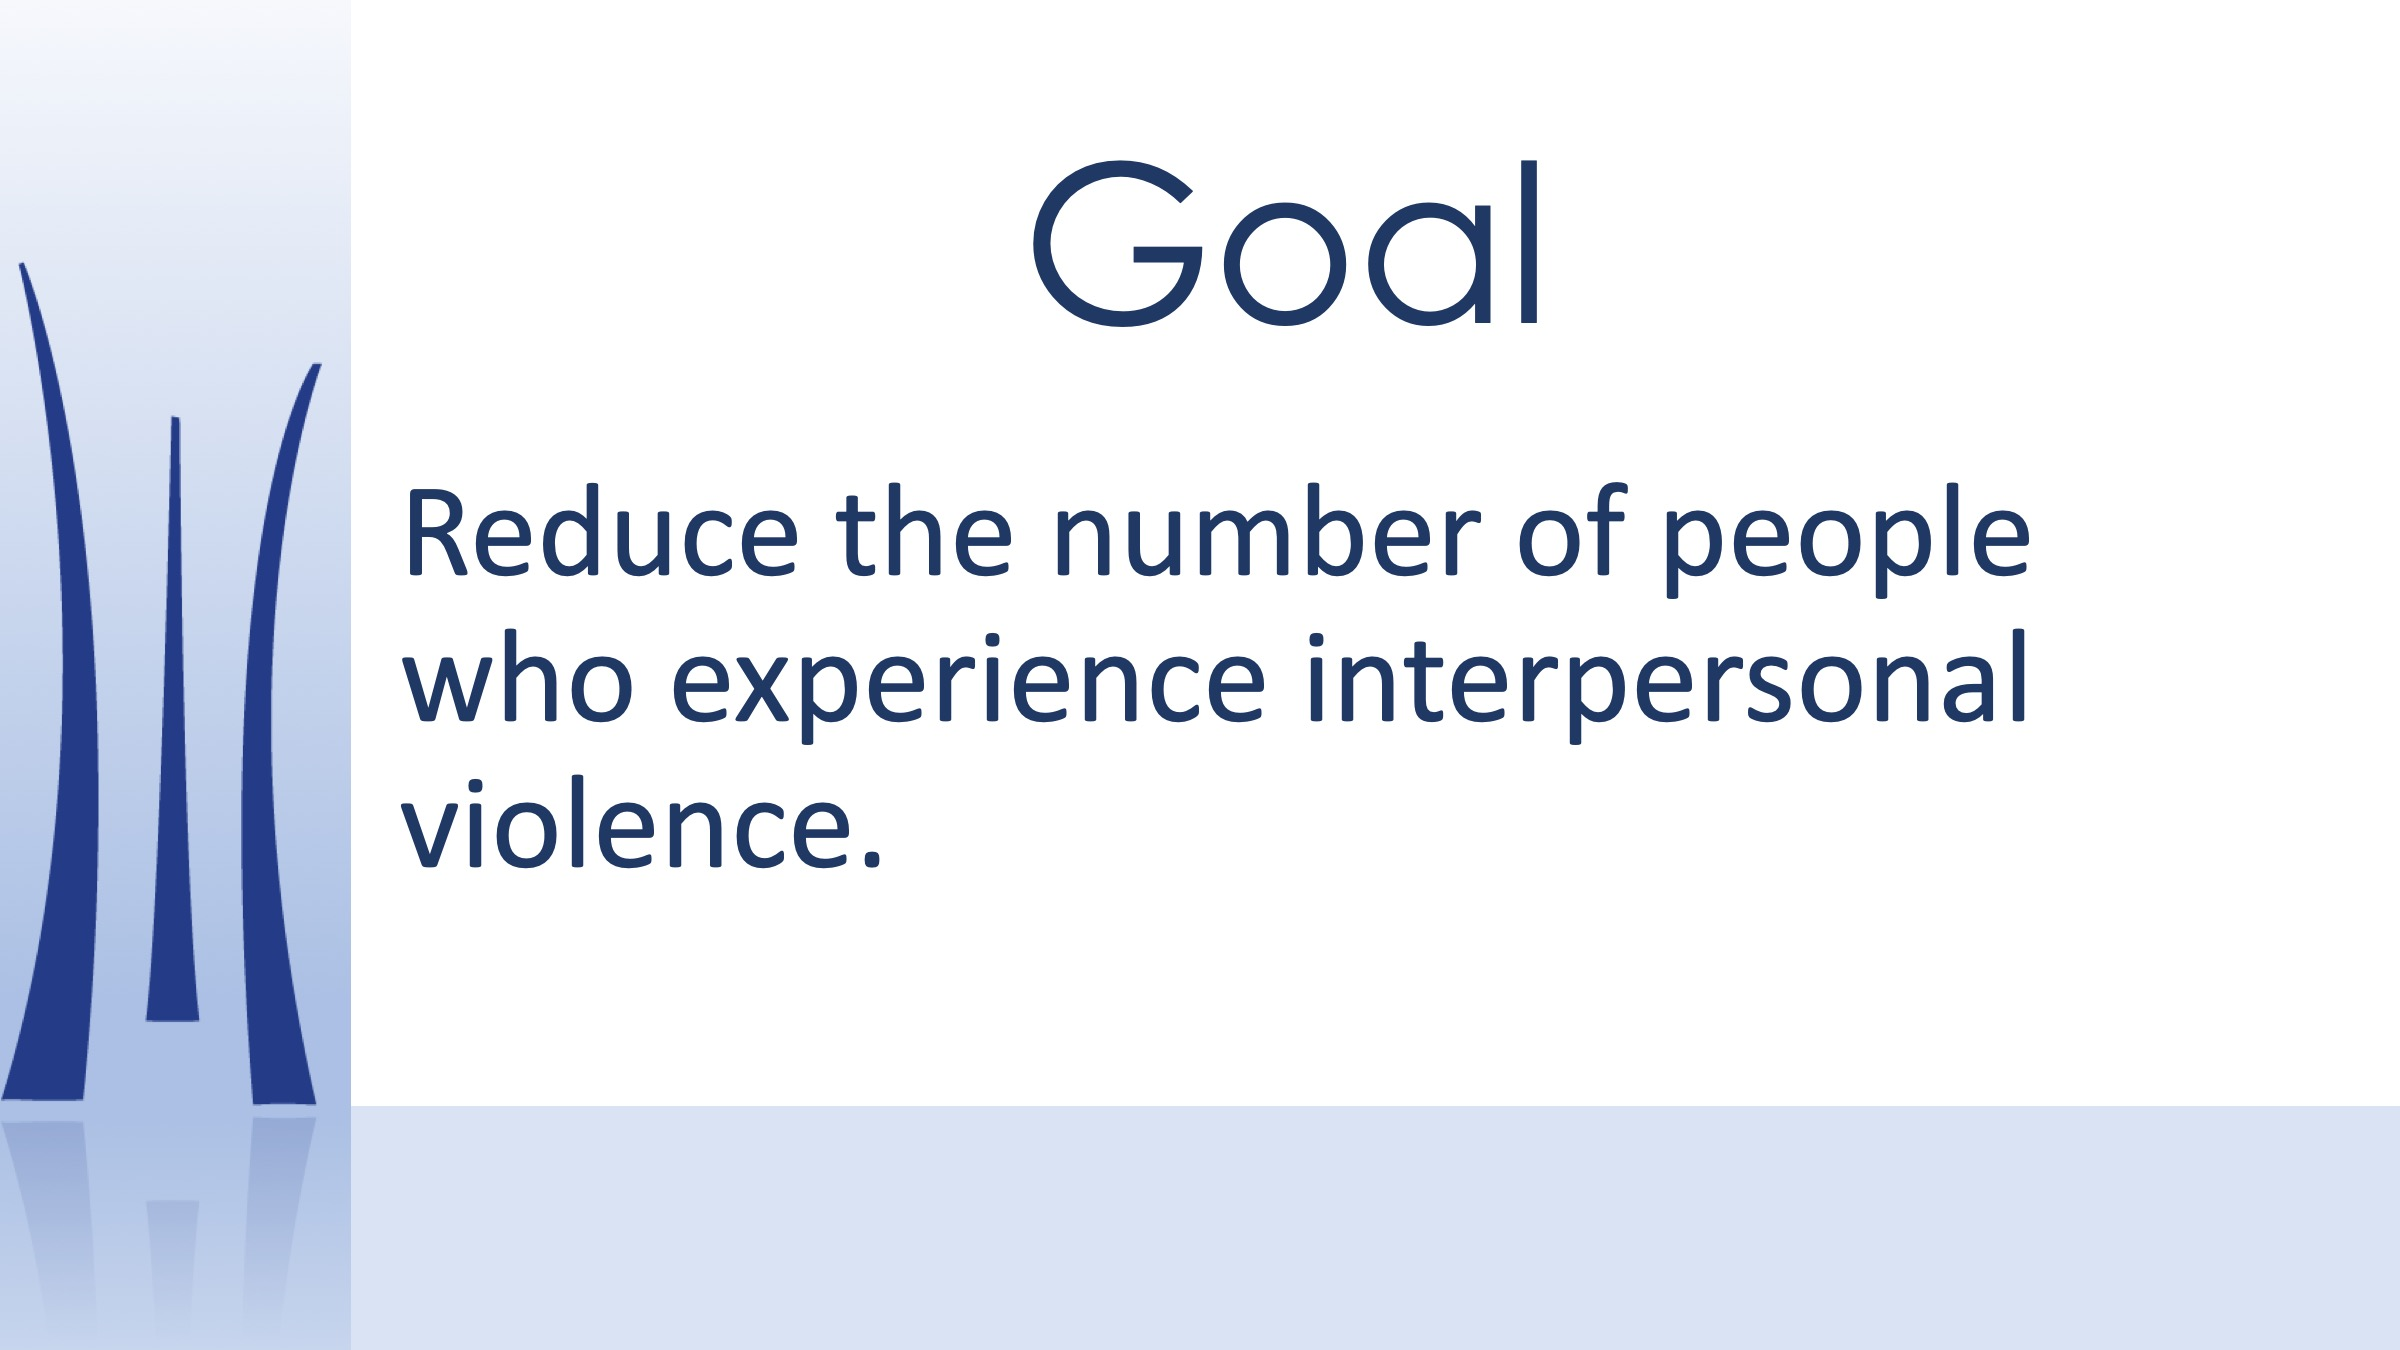 Goal
Reduce the number of people
who experience interpersonal
violence.